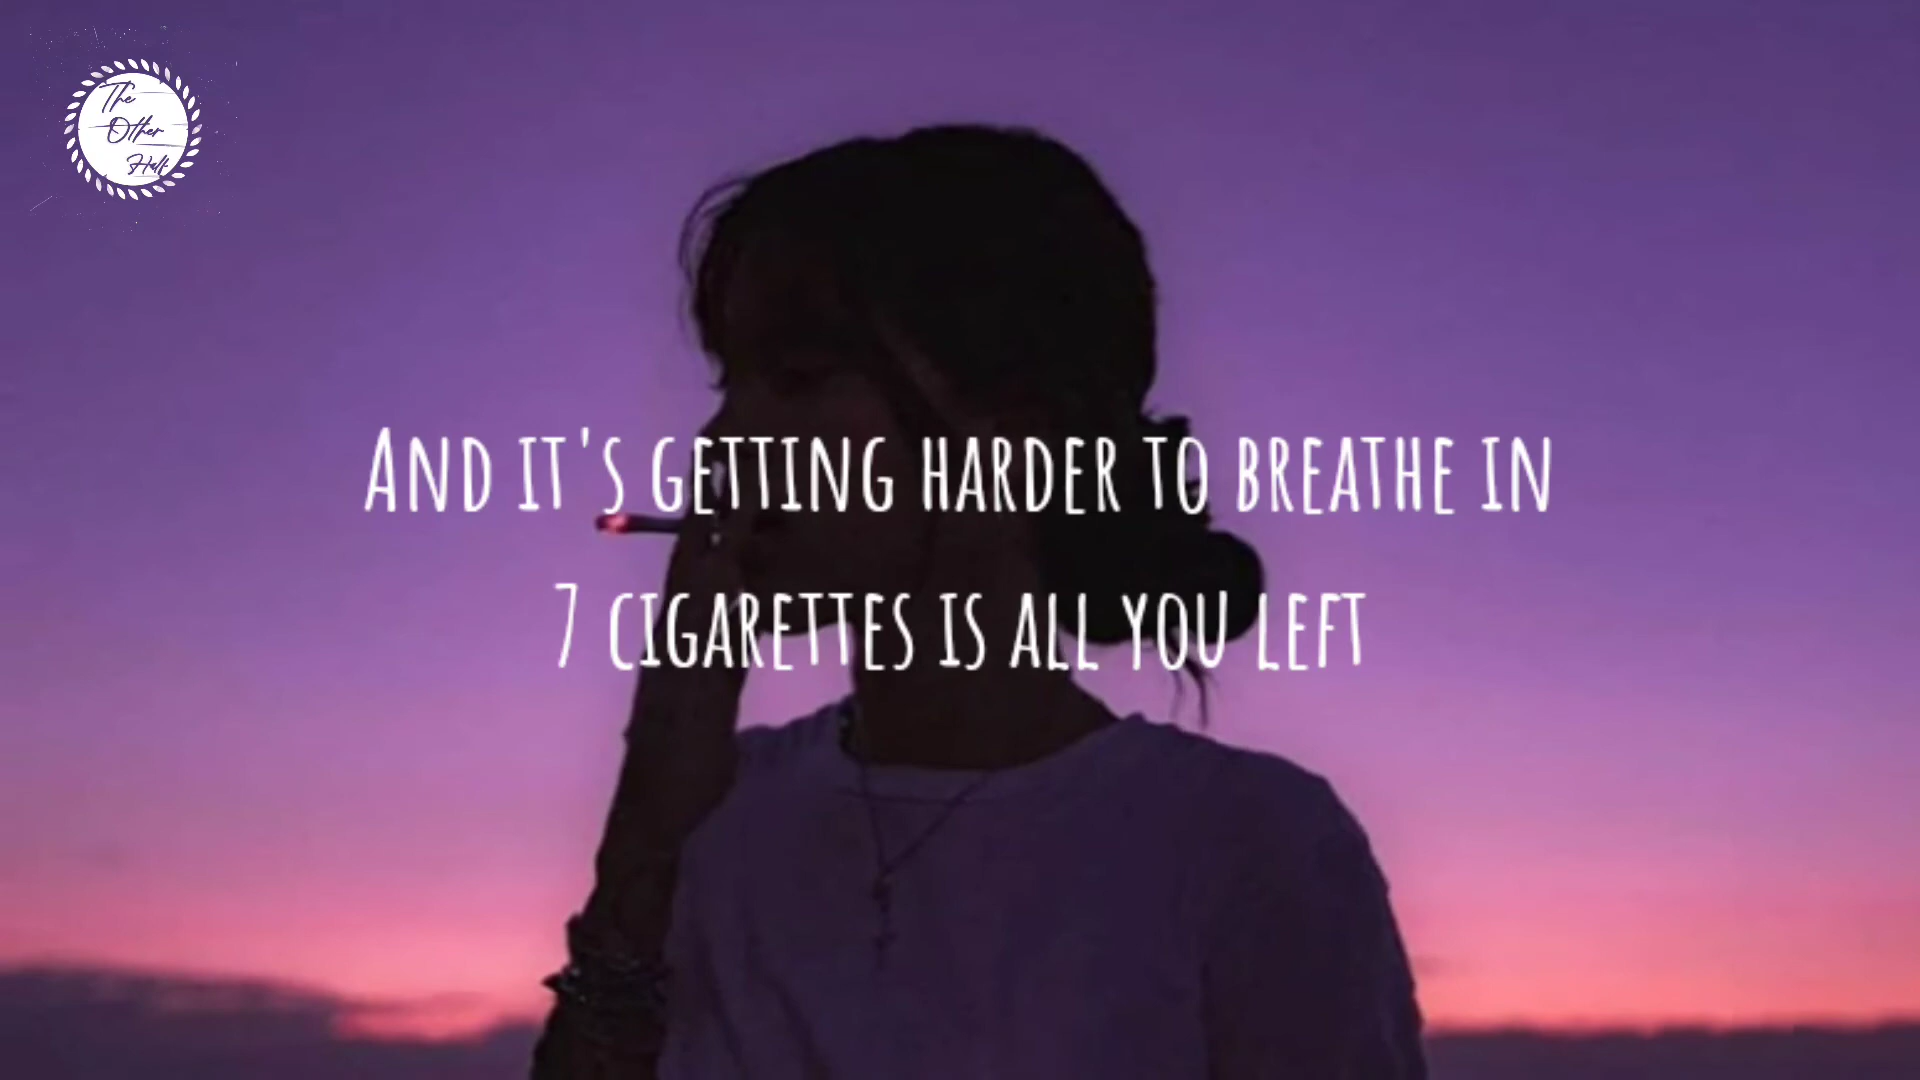 The
Other
Half
And it's getting harder to breathe in
7 cigarettes is all you left